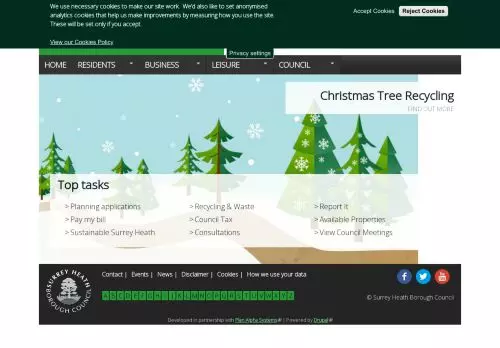 We use necessary cookies to make our site work. We'd also like to set anonymised
analytics cookies that help us make improvements by measuring how you use the site.
These will be set only if you accept.
Accept Cookies
Reject Cookies
View our Cookies Policy
Privacy settings
HOME RESIDENTS BUSINESS LEISURE COUNCIL
Christmas Tree Recycling
FIND OUT MORE
Top tasks
> Planning applications > Recycling & Waste > Report it
> Pay my bill > Council Tax > Available Properties
> Sustainable Surrey Heath > Consultations > View Council Meetings
SURREY HEATH
BOROUGH COUNCIL
Contact | Events | News | Disclaimer | Cookies | How we use your data
A B C D E F G H I J K L M N O P Q R S T U V W X Y Z
© Surrey Heath Borough Council
Developed in partnership with Plan Alpha Systems | Powered by Drupal